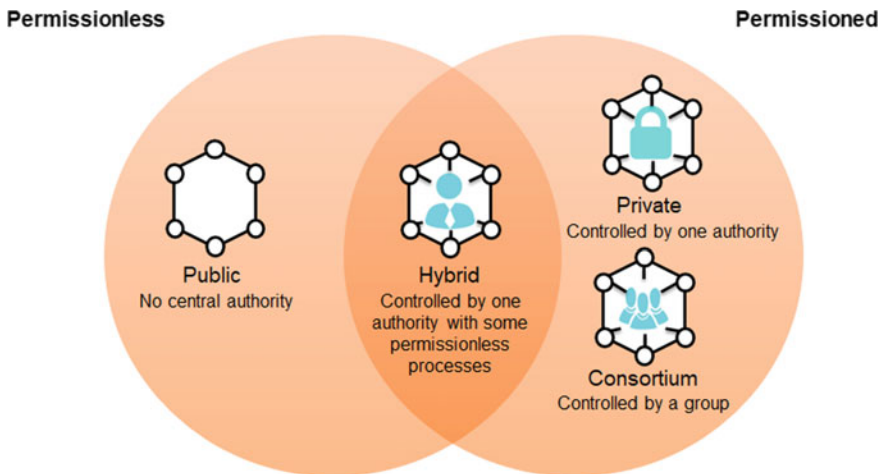 Permissionless
Permissioned
Public
No central authority
Hybrid
Controlled by one
authority with some
permissionless
processes
Private
Controlled by one authority
Consortium
Controlled by a group